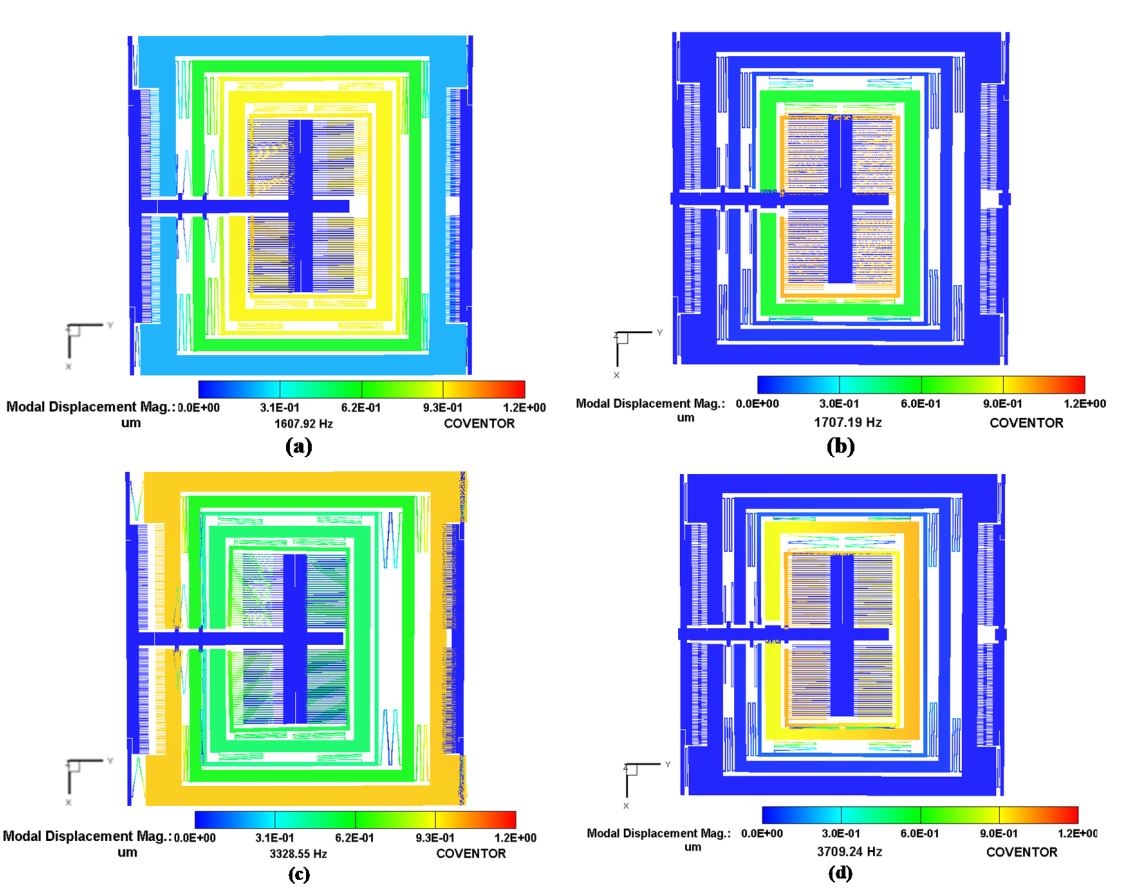 Y
X
Modal Displacement Mag.: 0.0E+00 3.1E-01 6.2E-01 9.3E-01 1.2E+00
um 1607.92 Hz COVENTOR
(a)
Z Y
X
Modal Displacement Mag.: 0.0E+00 3.0E-01 6.0E-01 9.0E-01 1.2E+00
um 1707.19 Hz COVENTOR
(b)
Y
X
Modal Displacement Mag.: 0.0E+00 3.1E-01 6.2E-01 9.3E-01 1.2E+00
um 3328.55 Hz COVENTOR
(c)
Z Y
X
Modal Displacement Mag.: 0.0E+00 3.0E-01 6.0E-01 9.0E-01 1.2E+00
um 3709.24 Hz COVENTOR
(d)